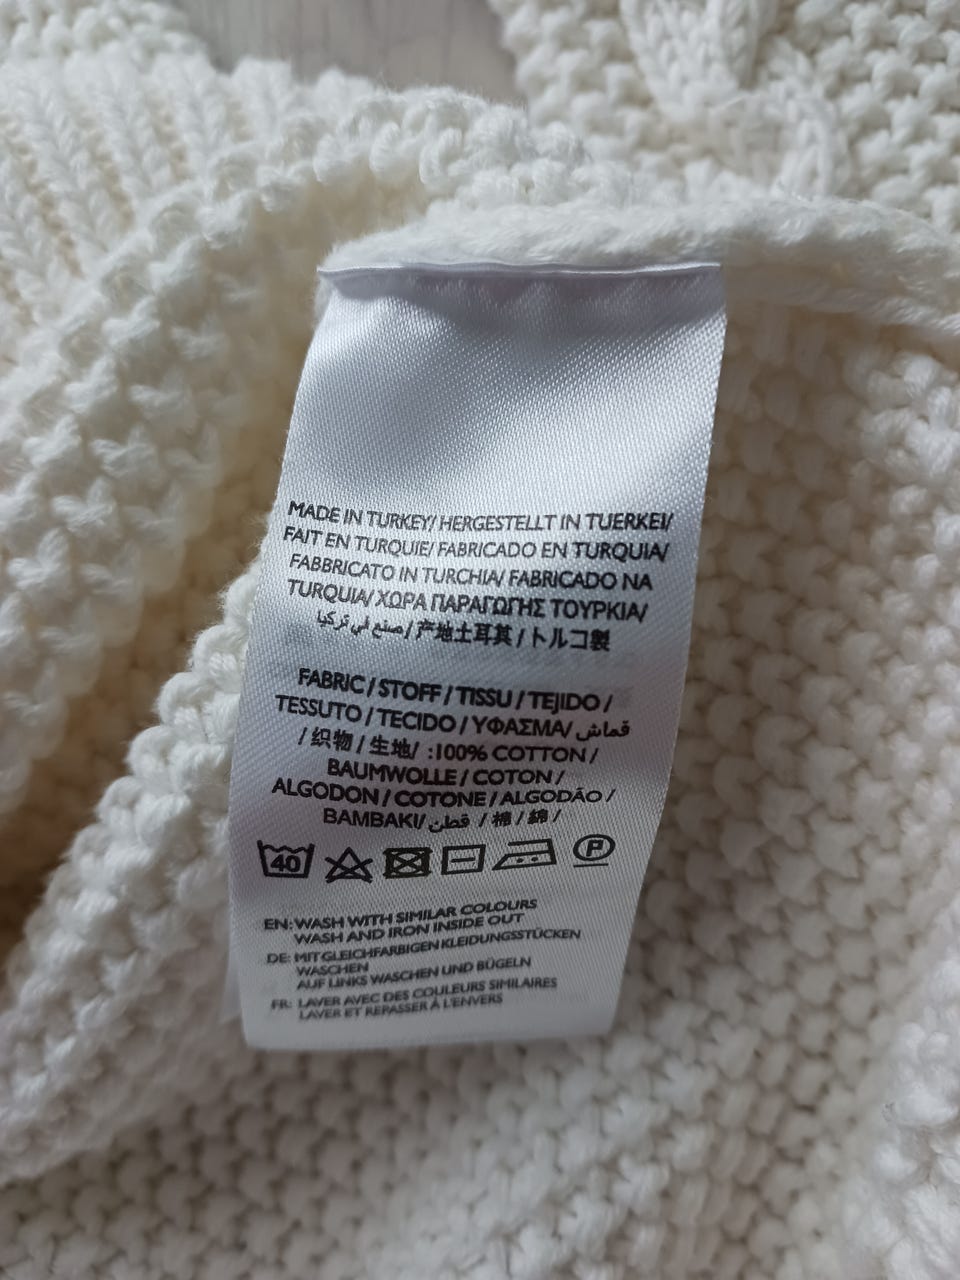 MADE IN TURKEY/ HERGESTELLT IN TUERKEI/
FAIT EN TURQUIE/ FABRICADO EN TURQUIA/
FABBRICATO IN TURCHIA/ FABRICADO NA
TURQUIA/ ΧΩΡΑ ΠΑΡΑΓΩΓΗΣ ΤΟΥΡΚΙΑ/
صنع في تركيا / 产地土耳其 / トルコ製
FABRIC / STOFF / TISSU / TEJIDO /
TESSUTO / TECIDO / ΥΦΑΣΜΑ/ قماش
/ 织物 / 生地/ :100% COTTON /
BAUMWOLLE / COTON /
ALGODON / COTONE / ALGODÃO /
BAMBAKI/ قطن / 棉 / 綿 /
40 P
EN: WASH WITH SIMILAR COLOURS
WASH AND IRON INSIDE OUT
DE: MIT GLEICHFARBIGEN KLEIDUNGSSTÜCKEN
WASCHEN
AUF LINKS WASCHEN UND BÜGELN
FR: LAVER AVEC DES COULEURS SIMILAIRES
LAVER ET REPASSER À L'ENVERS